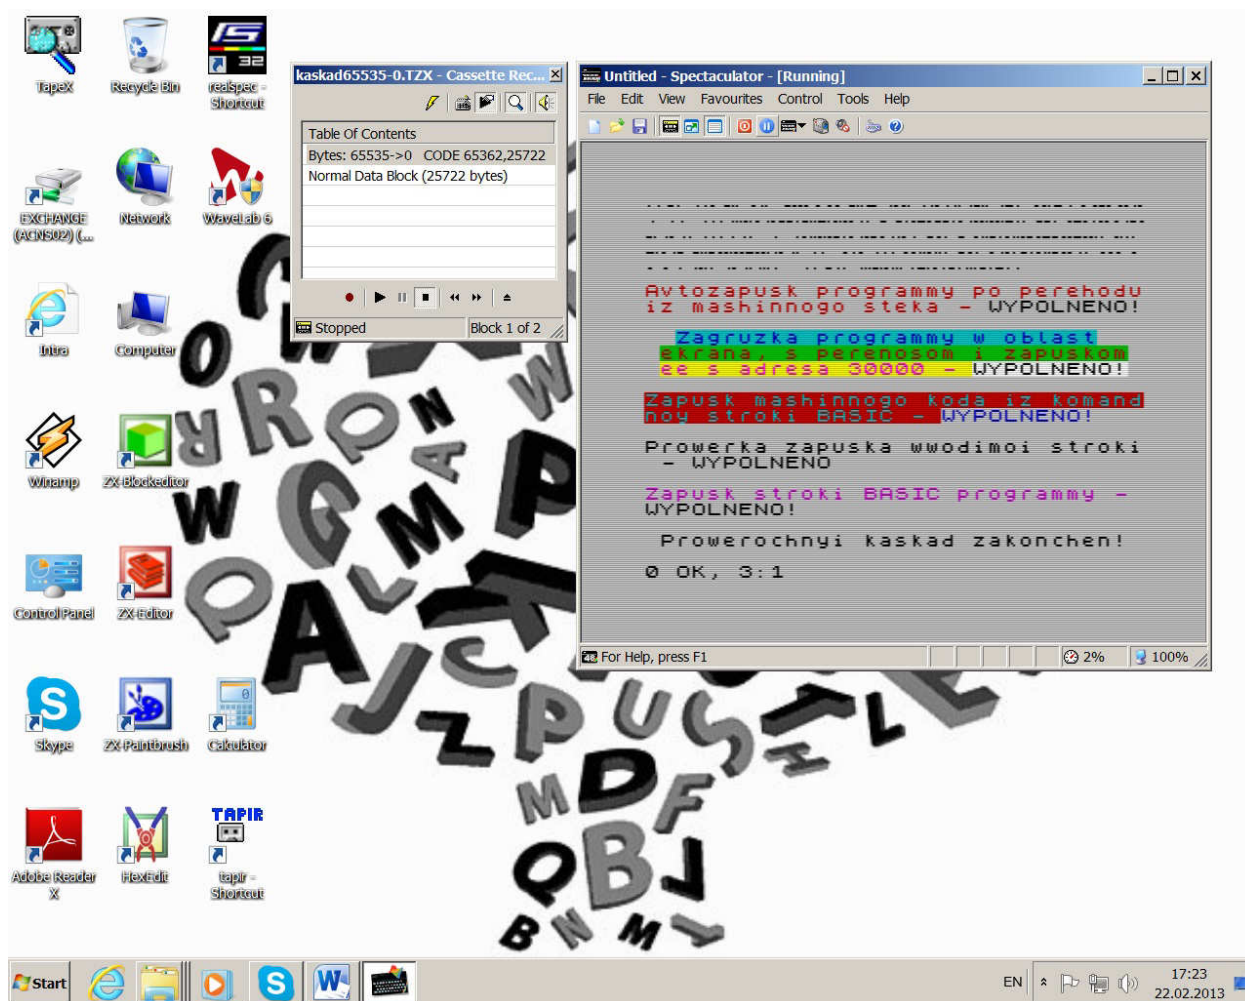 TapeX
Recycle Bin
realspec -
Shortcut
EXCHANGE
(ACNS02) (...
Network
WaveLab 6
Intra
Computer
Winamp
ZX-Blockeditor
Control Panel
ZX-Editor
Skype
ZX-Paintbrush
Calculator
Adobe Reader
X
HexEdit
TAPIR
tapir -
Shortcut
kaskad65535-0.TZX - Cassette Rec...
Table Of Contents
Bytes: 65535->0 CODE 65362,25722
Normal Data Block (25722 bytes)
Stopped
Block 1 of 2
Untitled - Spectaculator - [Running]
File Edit View Favourites Control Tools Help
Avtozapusk programmy po perehodu
iz mashinnogo steka - WYPOLNENO!
Zagruzka programmy w oblast
ekrana, s perenosom i zapuskom
ee s adresa 30000 - WYPOLNENO!
Zapusk mashinnogo koda iz komand
noy stroki BASIC - WYPOLNENO!
Prowerka zapuska wwodimoi stroki
- WYPOLNENO
Zapusk stroki BASIC programmy -
WYPOLNENO!
Prowerochnyi kaskad zakonchen!
0 OK, 3:1
For Help, press F1
2%
100%
Start
EN
17:23
22.02.2013